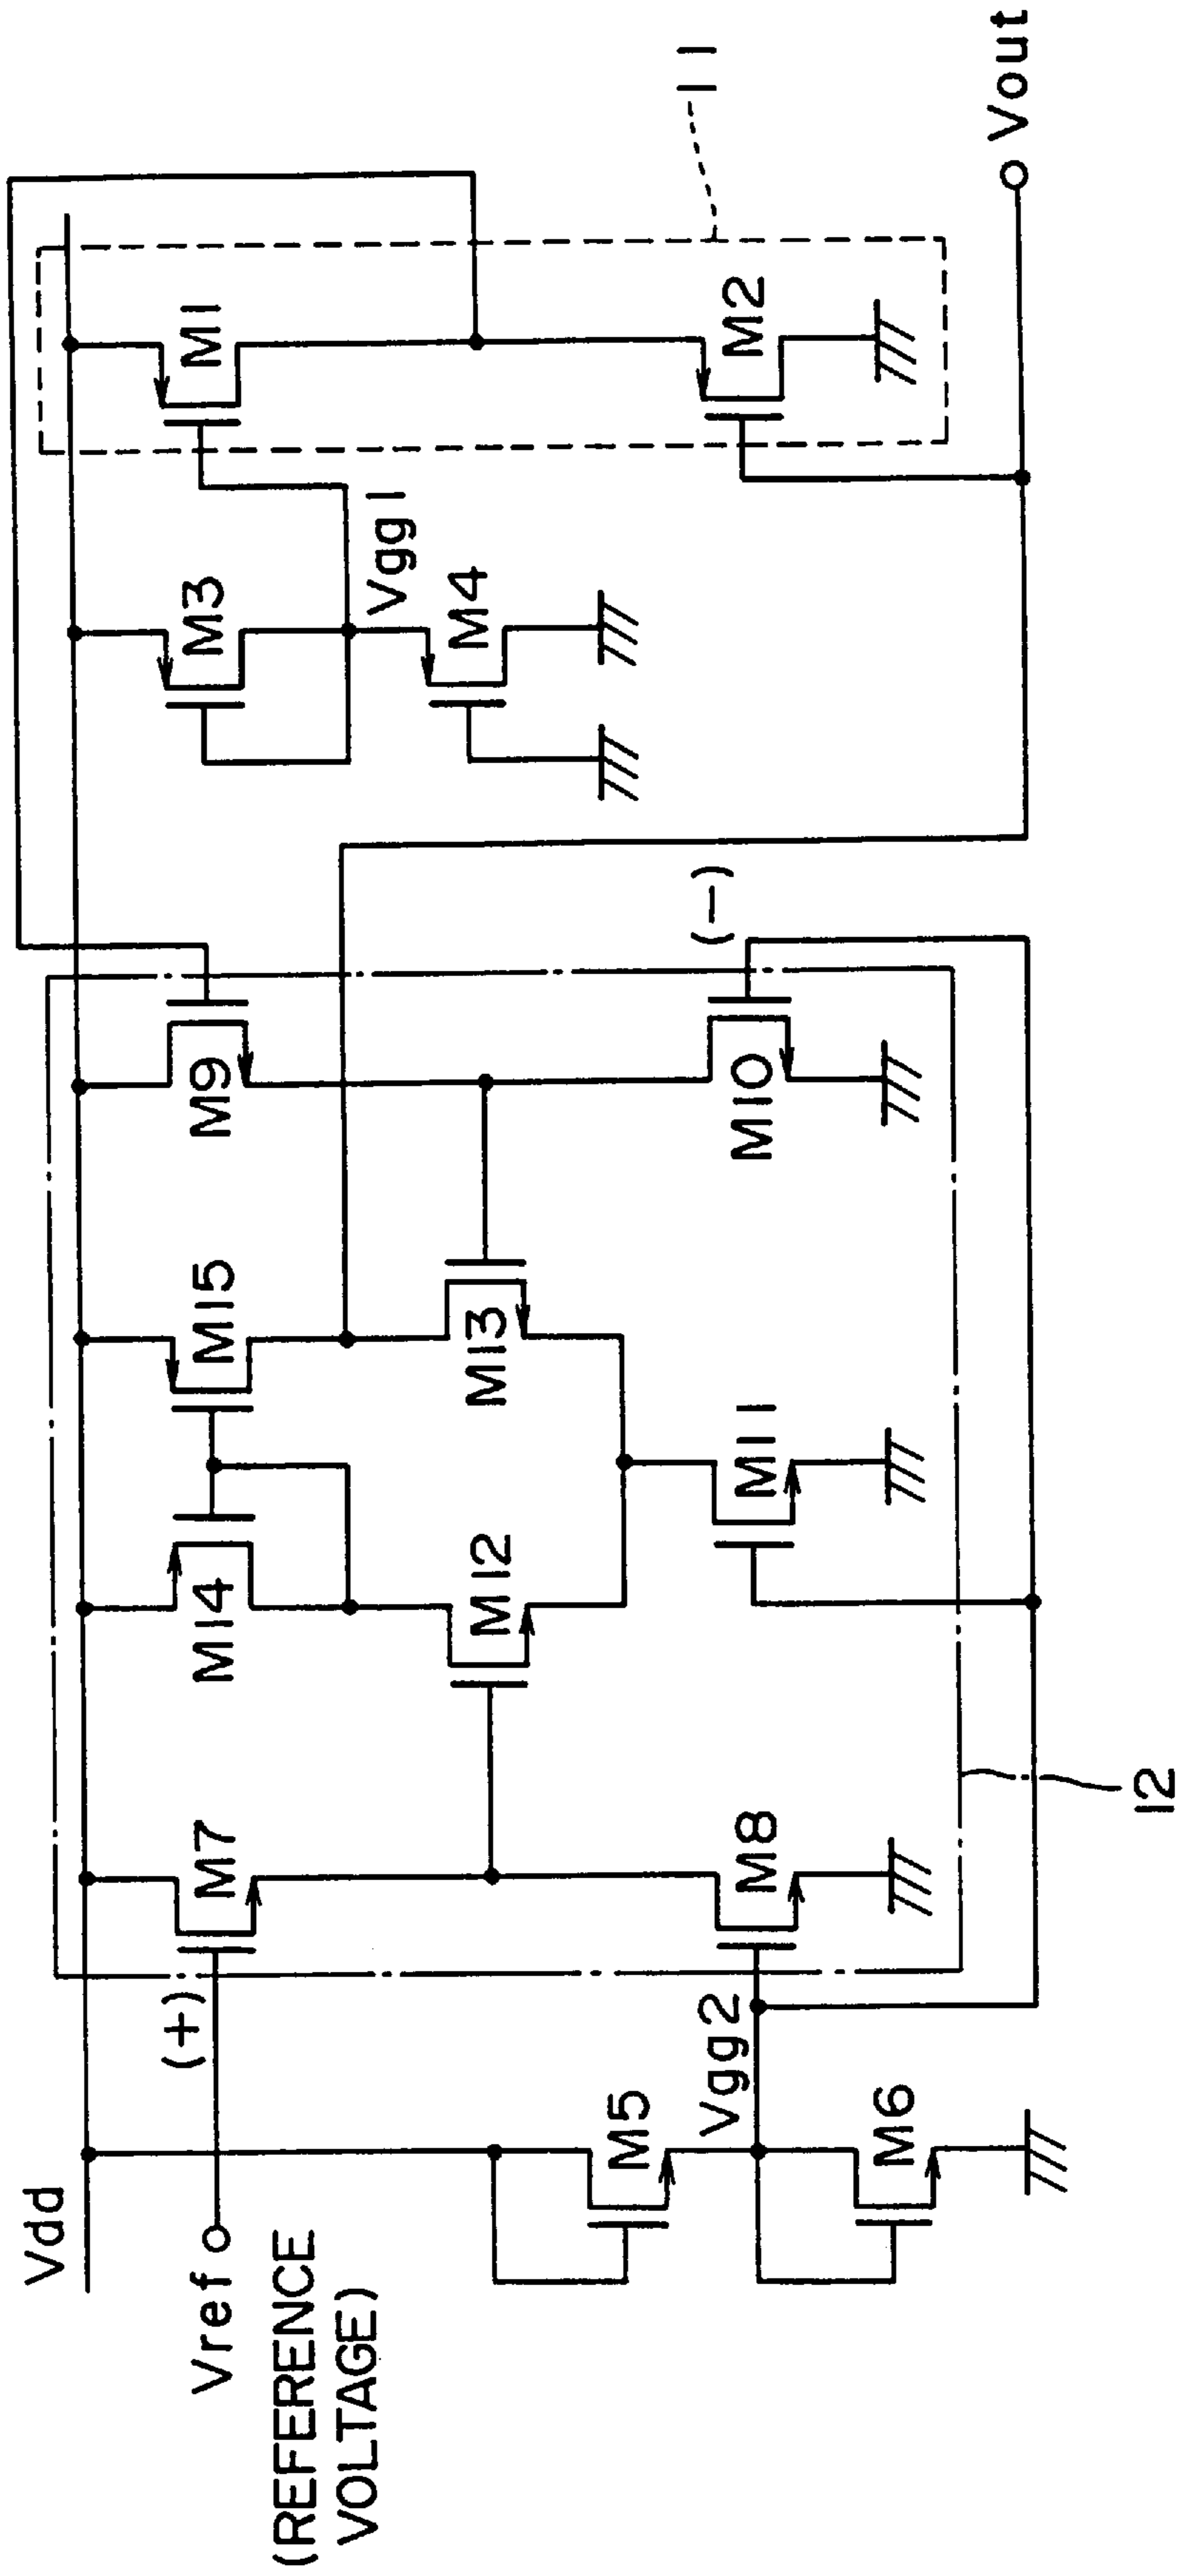 Vdd
Vref
(REFERENCE
VOLTAGE)
(+)
M5
Vgg2
M6
M7
M8
M14
M12
M15
M13
M11
M9
M10
(-)
12
M3
Vgg1
M4
M1
M2
11
Vout